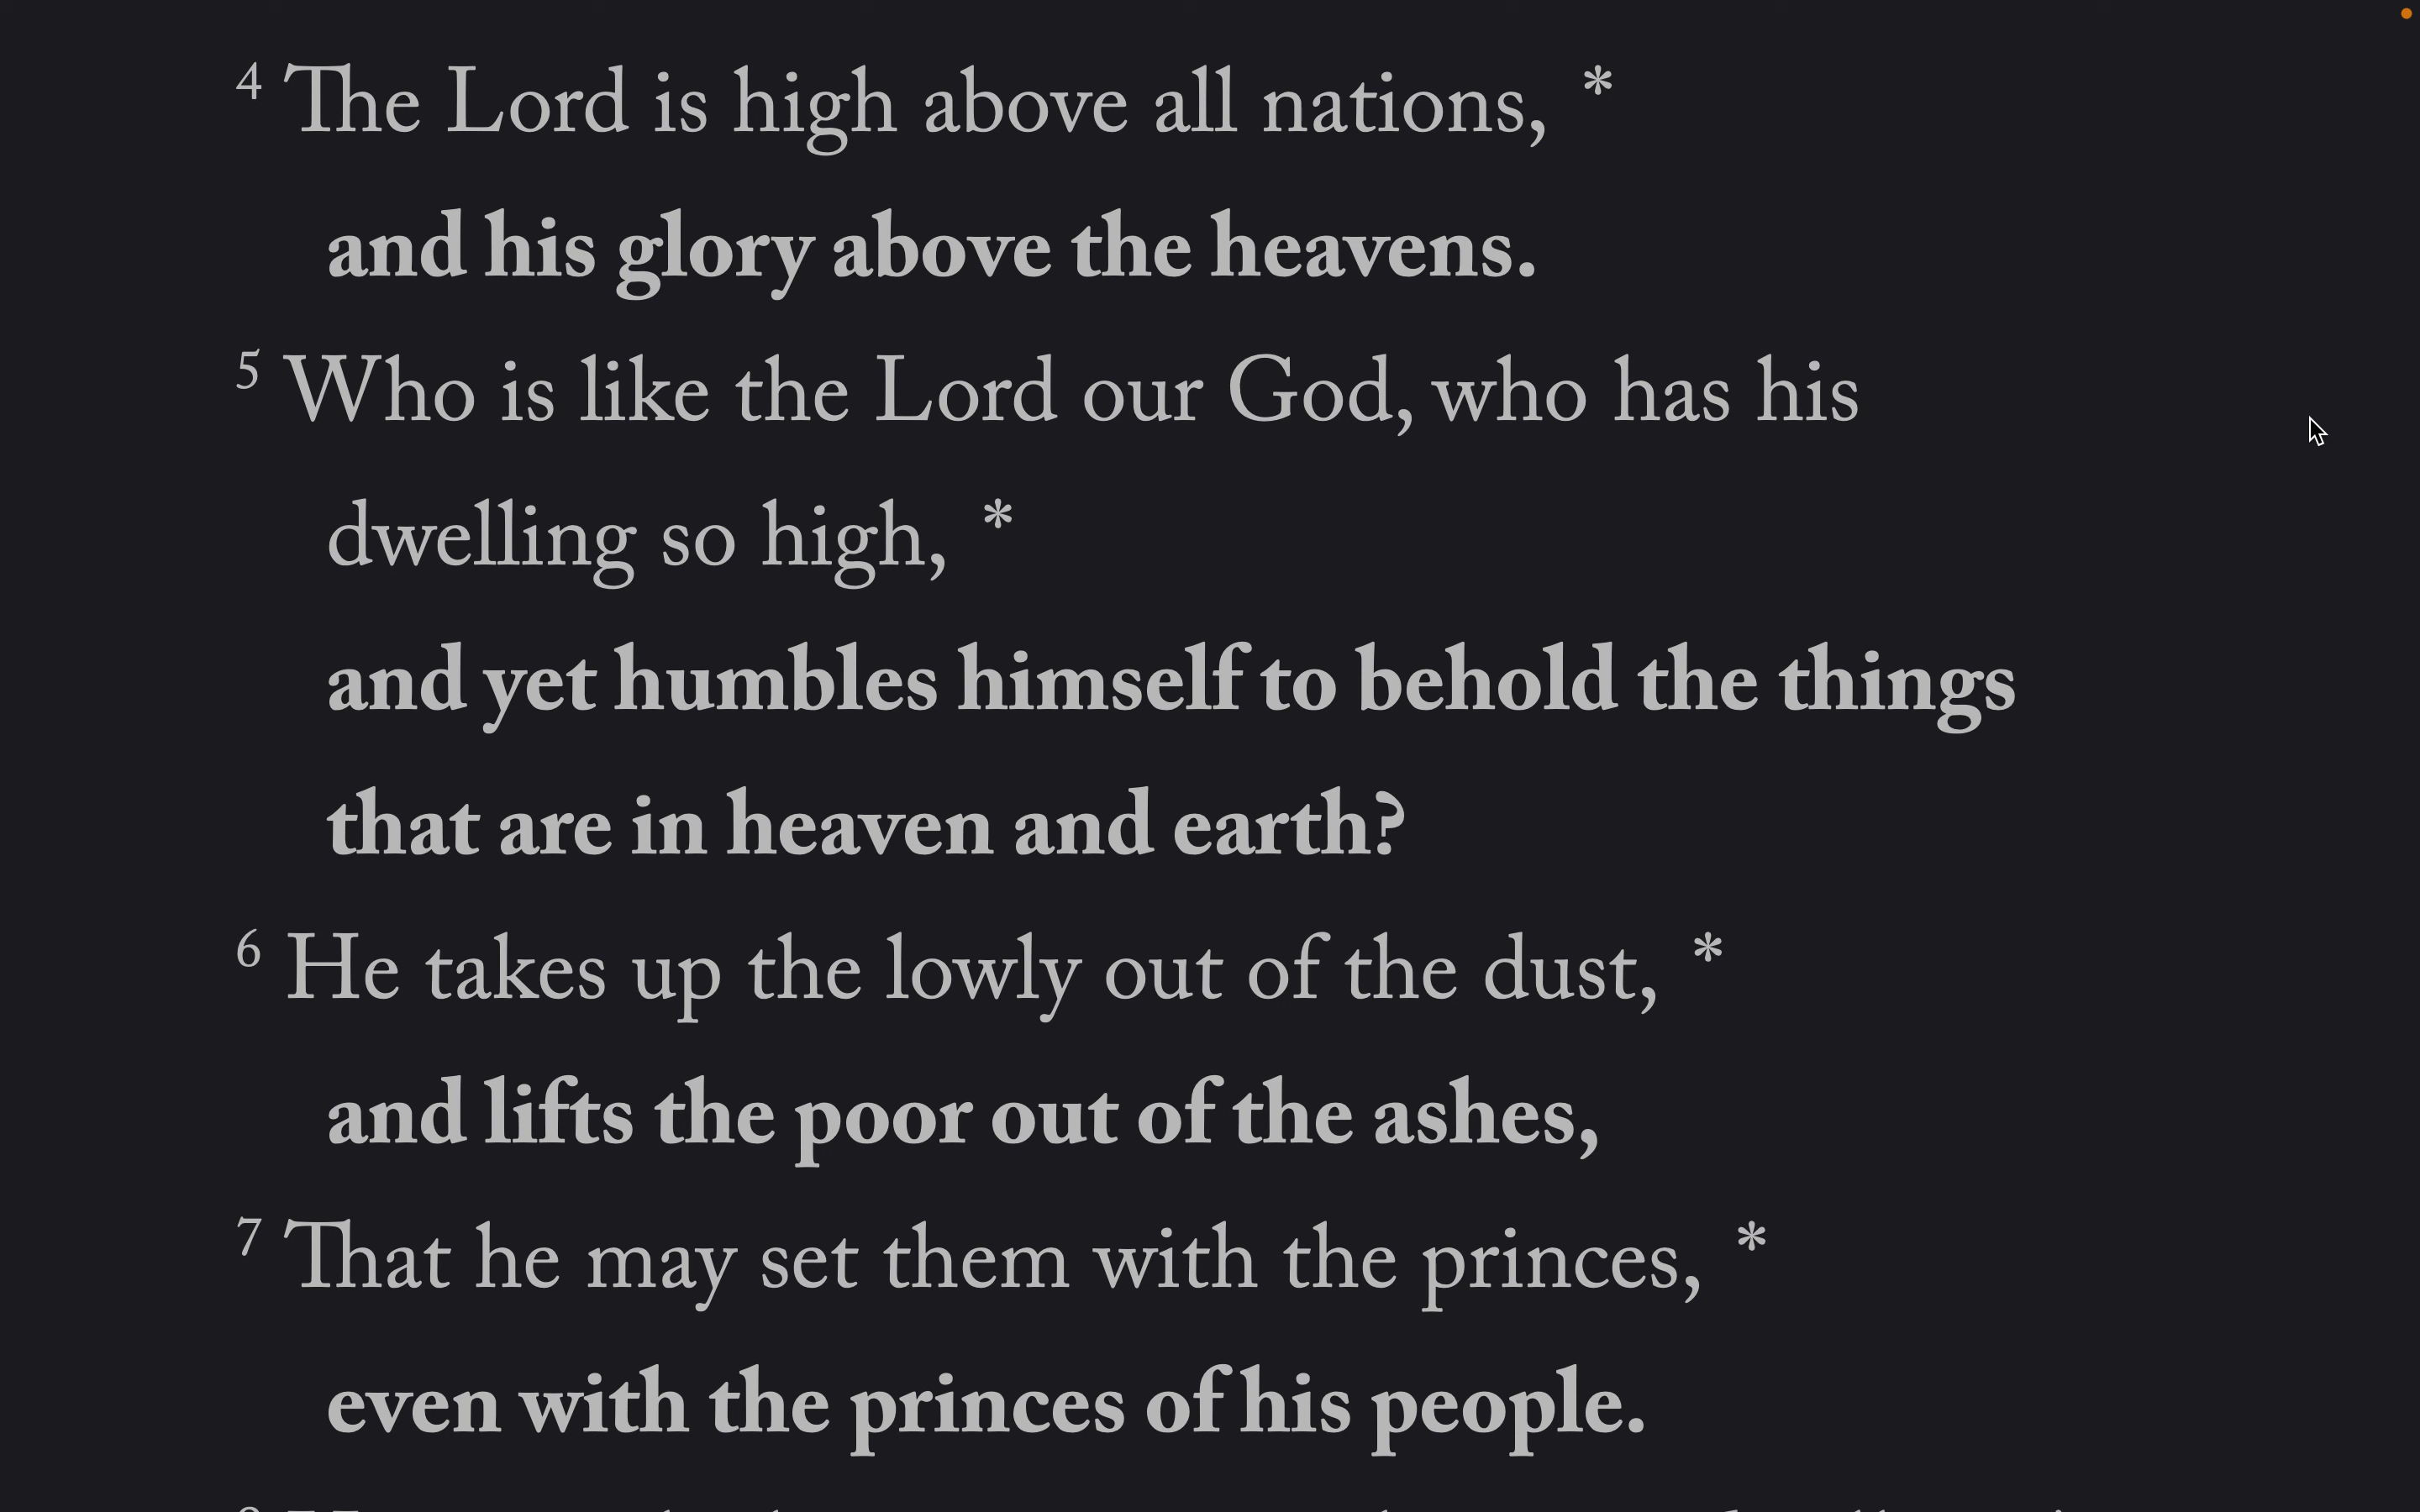 4 The Lord is high above all nations, *
and his glory above the heavens.
5 Who is like the Lord our God, who has his
dwelling so high, *
and yet humbles himself to behold the things
that are in heaven and earth?
6 He takes up the lowly out of the dust, *
and lifts the poor out of the ashes,
7 That he may set them with the princes, *
even with the princes of his people.